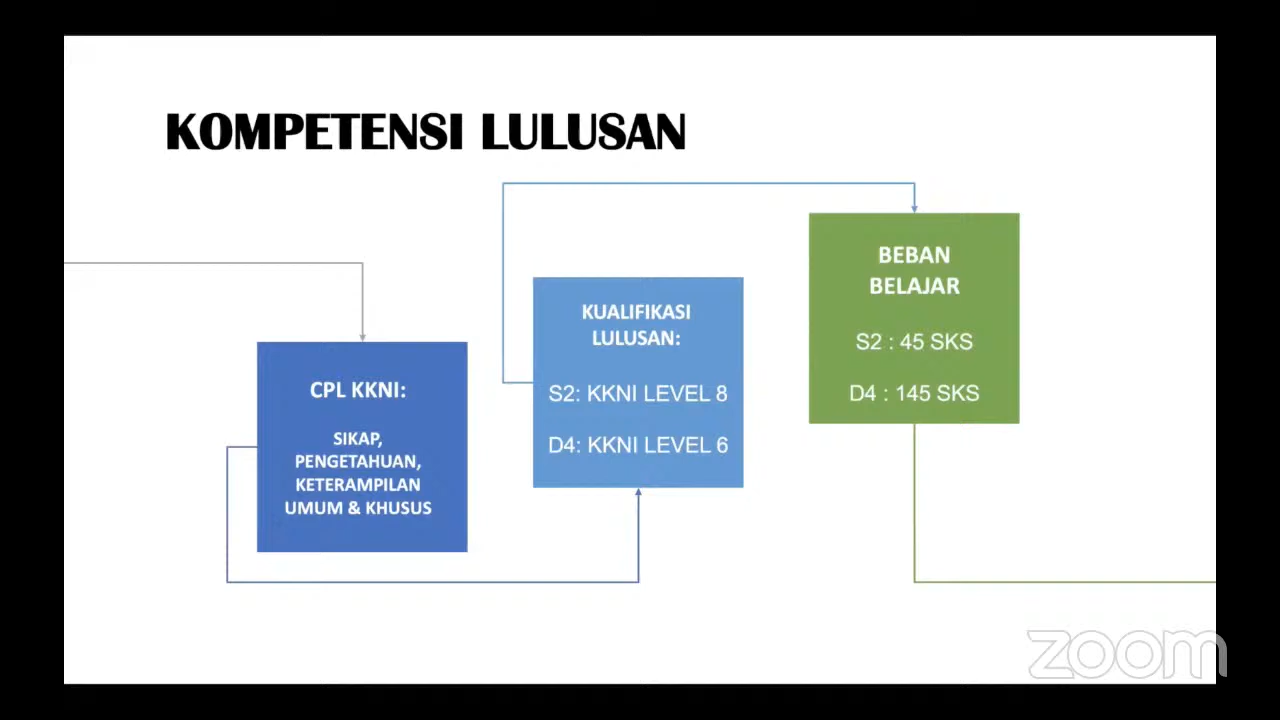 KOMPETENSI LULUSAN
CPL KKNI:
SIKAP,
PENGETAHUAN,
KETERAMPILAN
UMUM & KHUSUS
KUALIFIKASI
LULUSAN:
S2: KKNI LEVEL 8
D4: KKNI LEVEL 6
BEBAN
BELAJAR
S2 : 45 SKS
D4 : 145 SKS
zoom